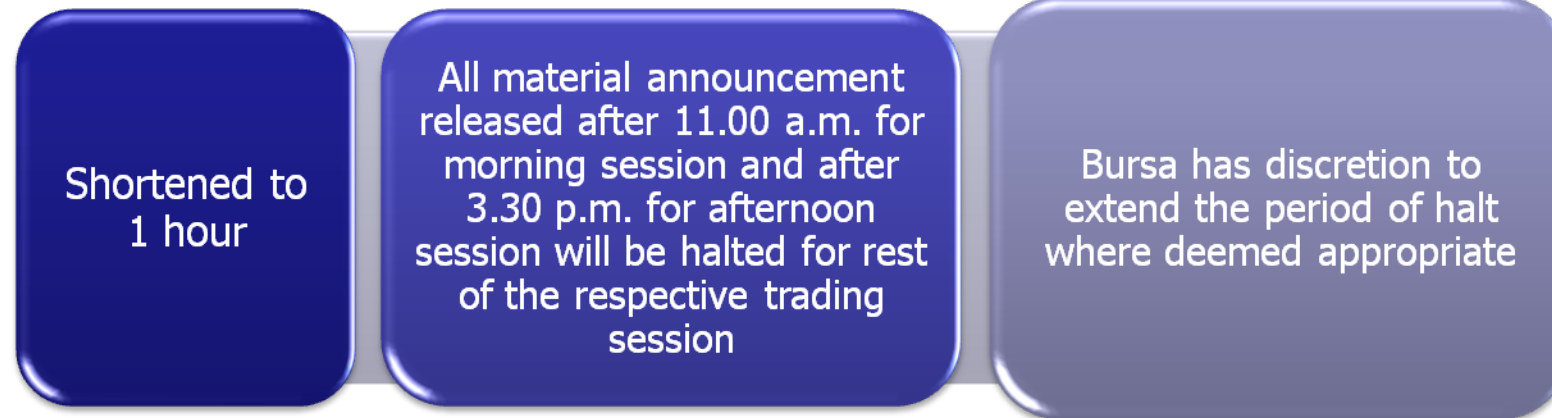 Shortened to
1 hour
All material announcement
released after 11.00 a.m. for
morning session and after
3.30 p.m. for afternoon
session will be halted for rest
of the respective trading
session
Bursa has discretion to
extend the period of halt
where deemed appropriate